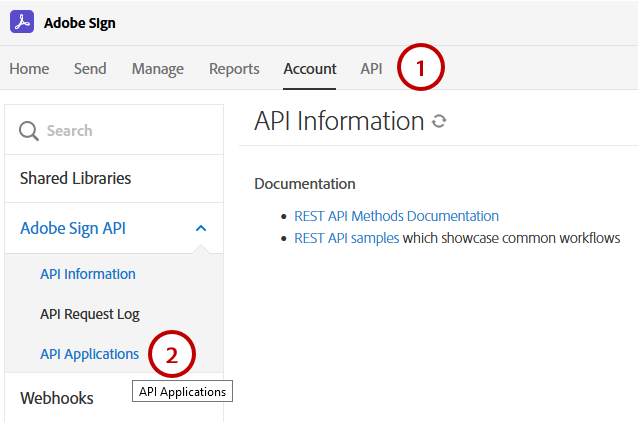 Adobe Sign
Home Send Manage Reports Account API 1
Search
API Information
Shared Libraries
Documentation
Adobe Sign API
REST API Methods Documentation
REST API samples which showcase common workflows
API Information
API Request Log
API Applications 2
API Applications
Webhooks